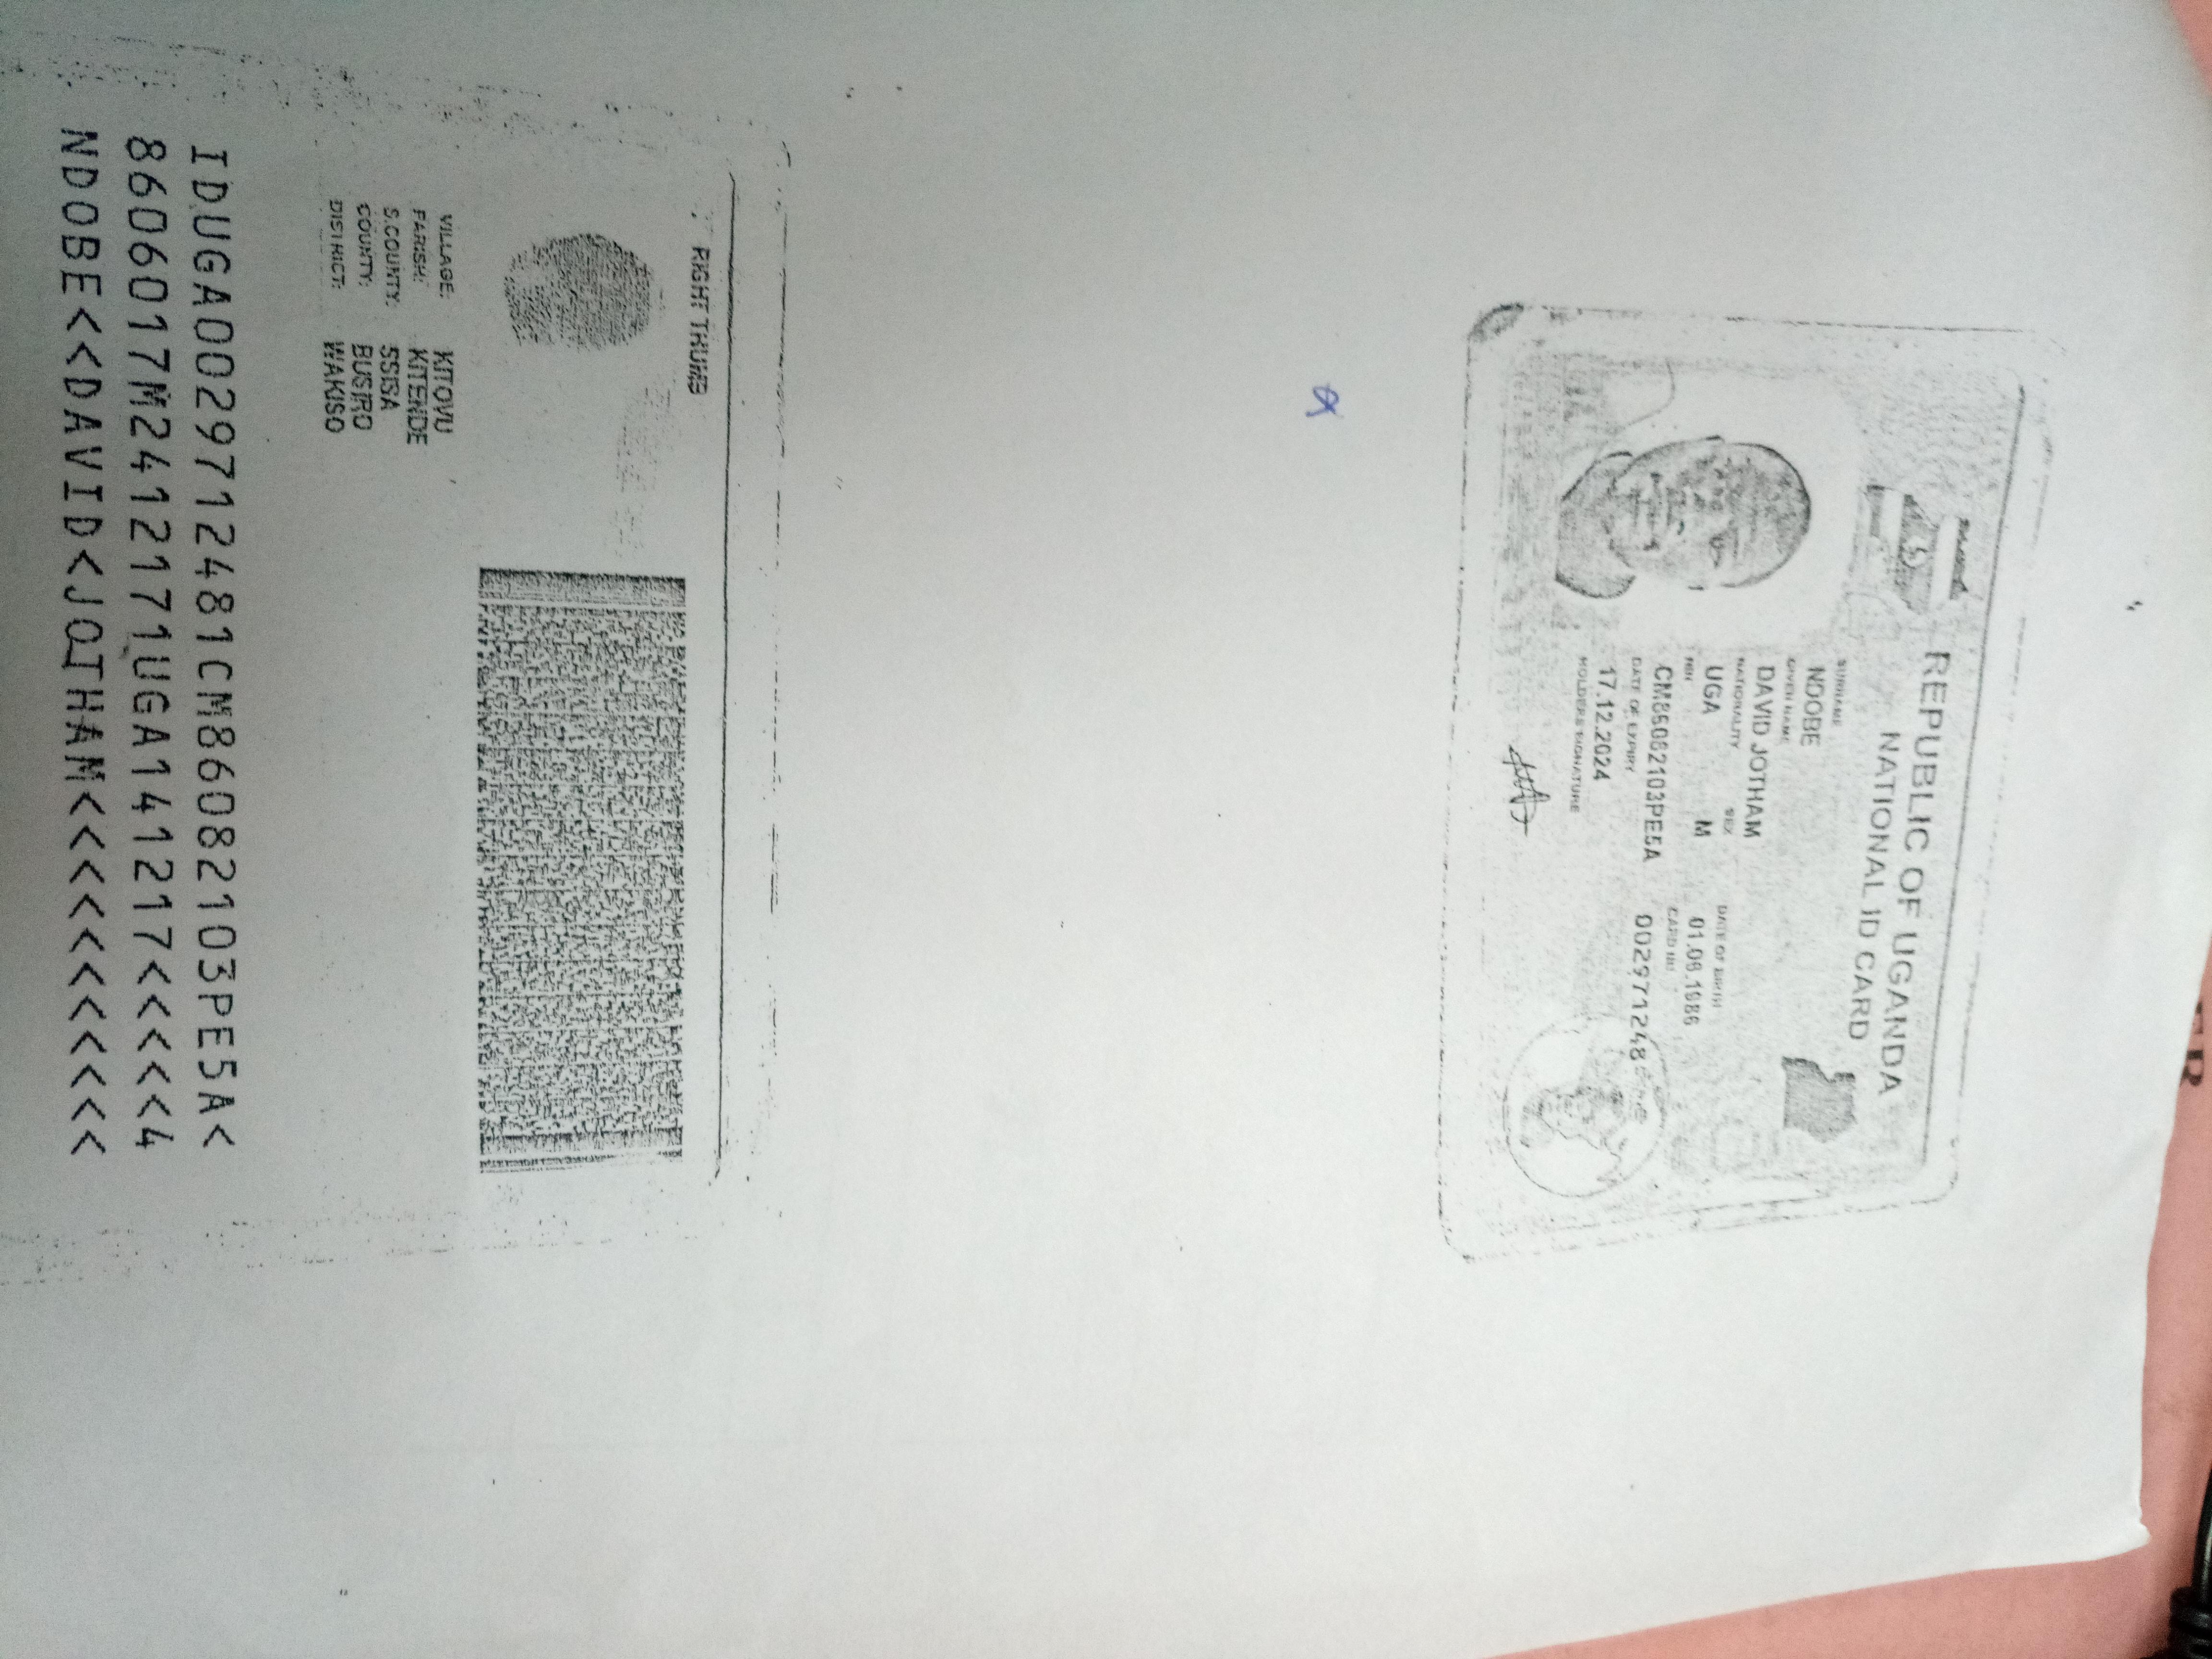 REPUBLIC OF UGANDA
NATIONAL ID CARD
SURNAME
NDOBE
GIVEN NAME
DAVID JOTHAM
NATIONALITY SEX DATE OF BIRTH
UGA M 01.06.1986
NIN CARD NO.
CM86082103PE5A 002971248
DATE OF EXPIRY
17.12.2024
HOLDER'S SIGNATURE
RIGHT THUMB
VILLAGE: KITOVU
PARISH: KITENDE
S.COUNTY: SSISA
COUNTY: BUSIRO
DISTRICT: WAKISO
IDUGA0029712481CM86082103PE5A<
8606017M2412171UGA141217<<<<<4
NDOBE<<DAVID<JOTHAM<<<<<<<<<<<